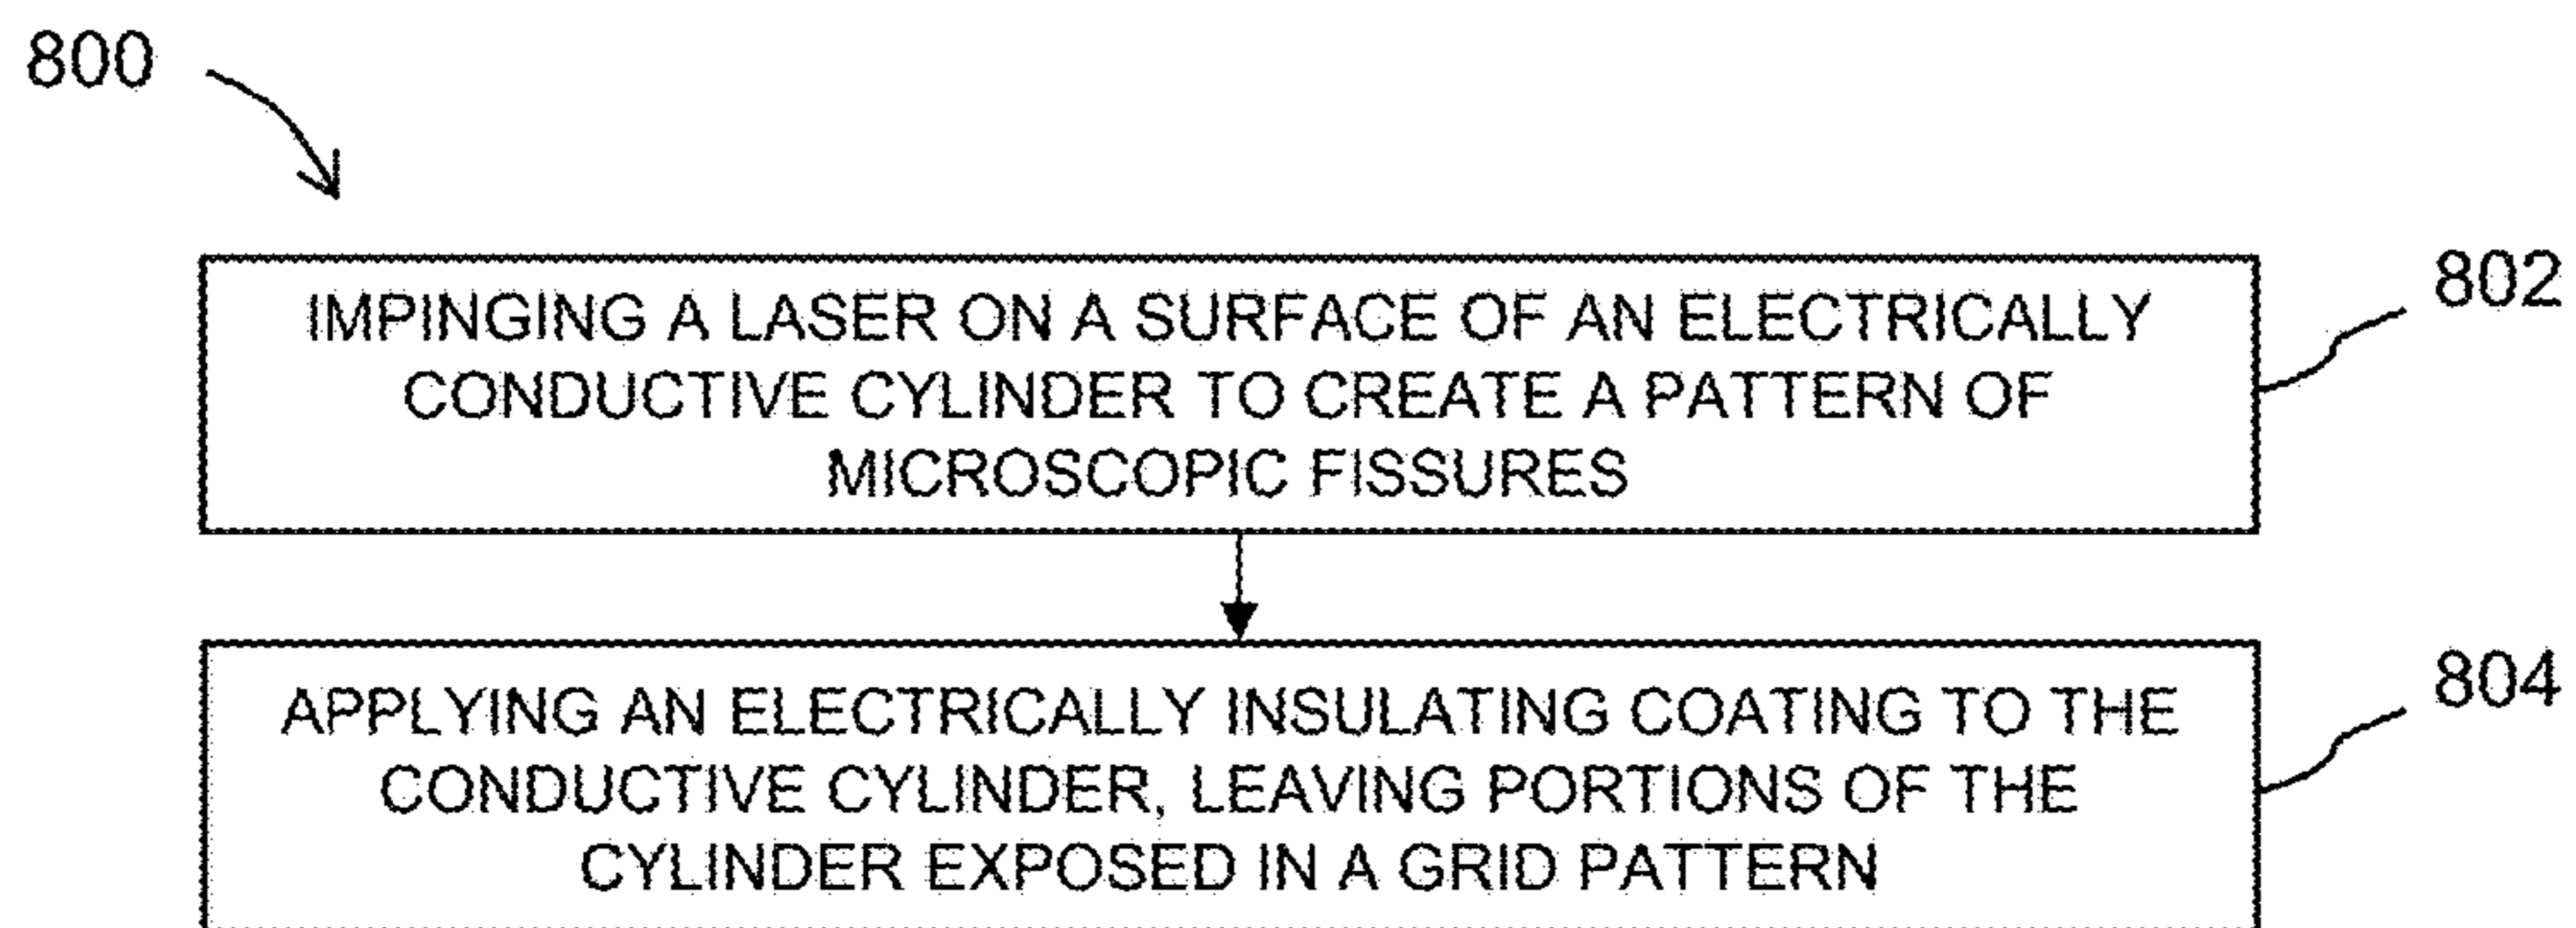 800
IMPINGING A LASER ON A SURFACE OF AN ELECTRICALLY
CONDUCTIVE CYLINDER TO CREATE A PATTERN OF
MICROSCOPIC FISSURES
802
APPLYING AN ELECTRICALLY INSULATING COATING TO THE
CONDUCTIVE CYLINDER, LEAVING PORTIONS OF THE
CYLINDER EXPOSED IN A GRID PATTERN
804